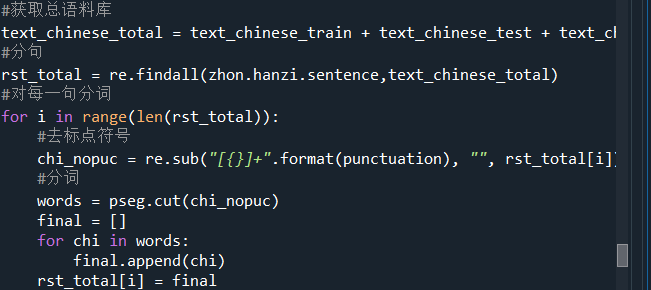 #获取总语料库
text_chinese_total = text_chinese_train + text_chinese_test + text_ch
#分句
rst_total = re.findall(zhon.hanzi.sentence,text_chinese_total)
#对每一句分词
for i in range(len(rst_total)):
    #去标点符号
    chi_nopuc = re.sub("[{}]+".format(punctuation), "", rst_total[i])
    #分词
    words = pseg.cut(chi_nopuc)
    final = []
    for chi in words:
        final.append(chi)
    rst_total[i] = final